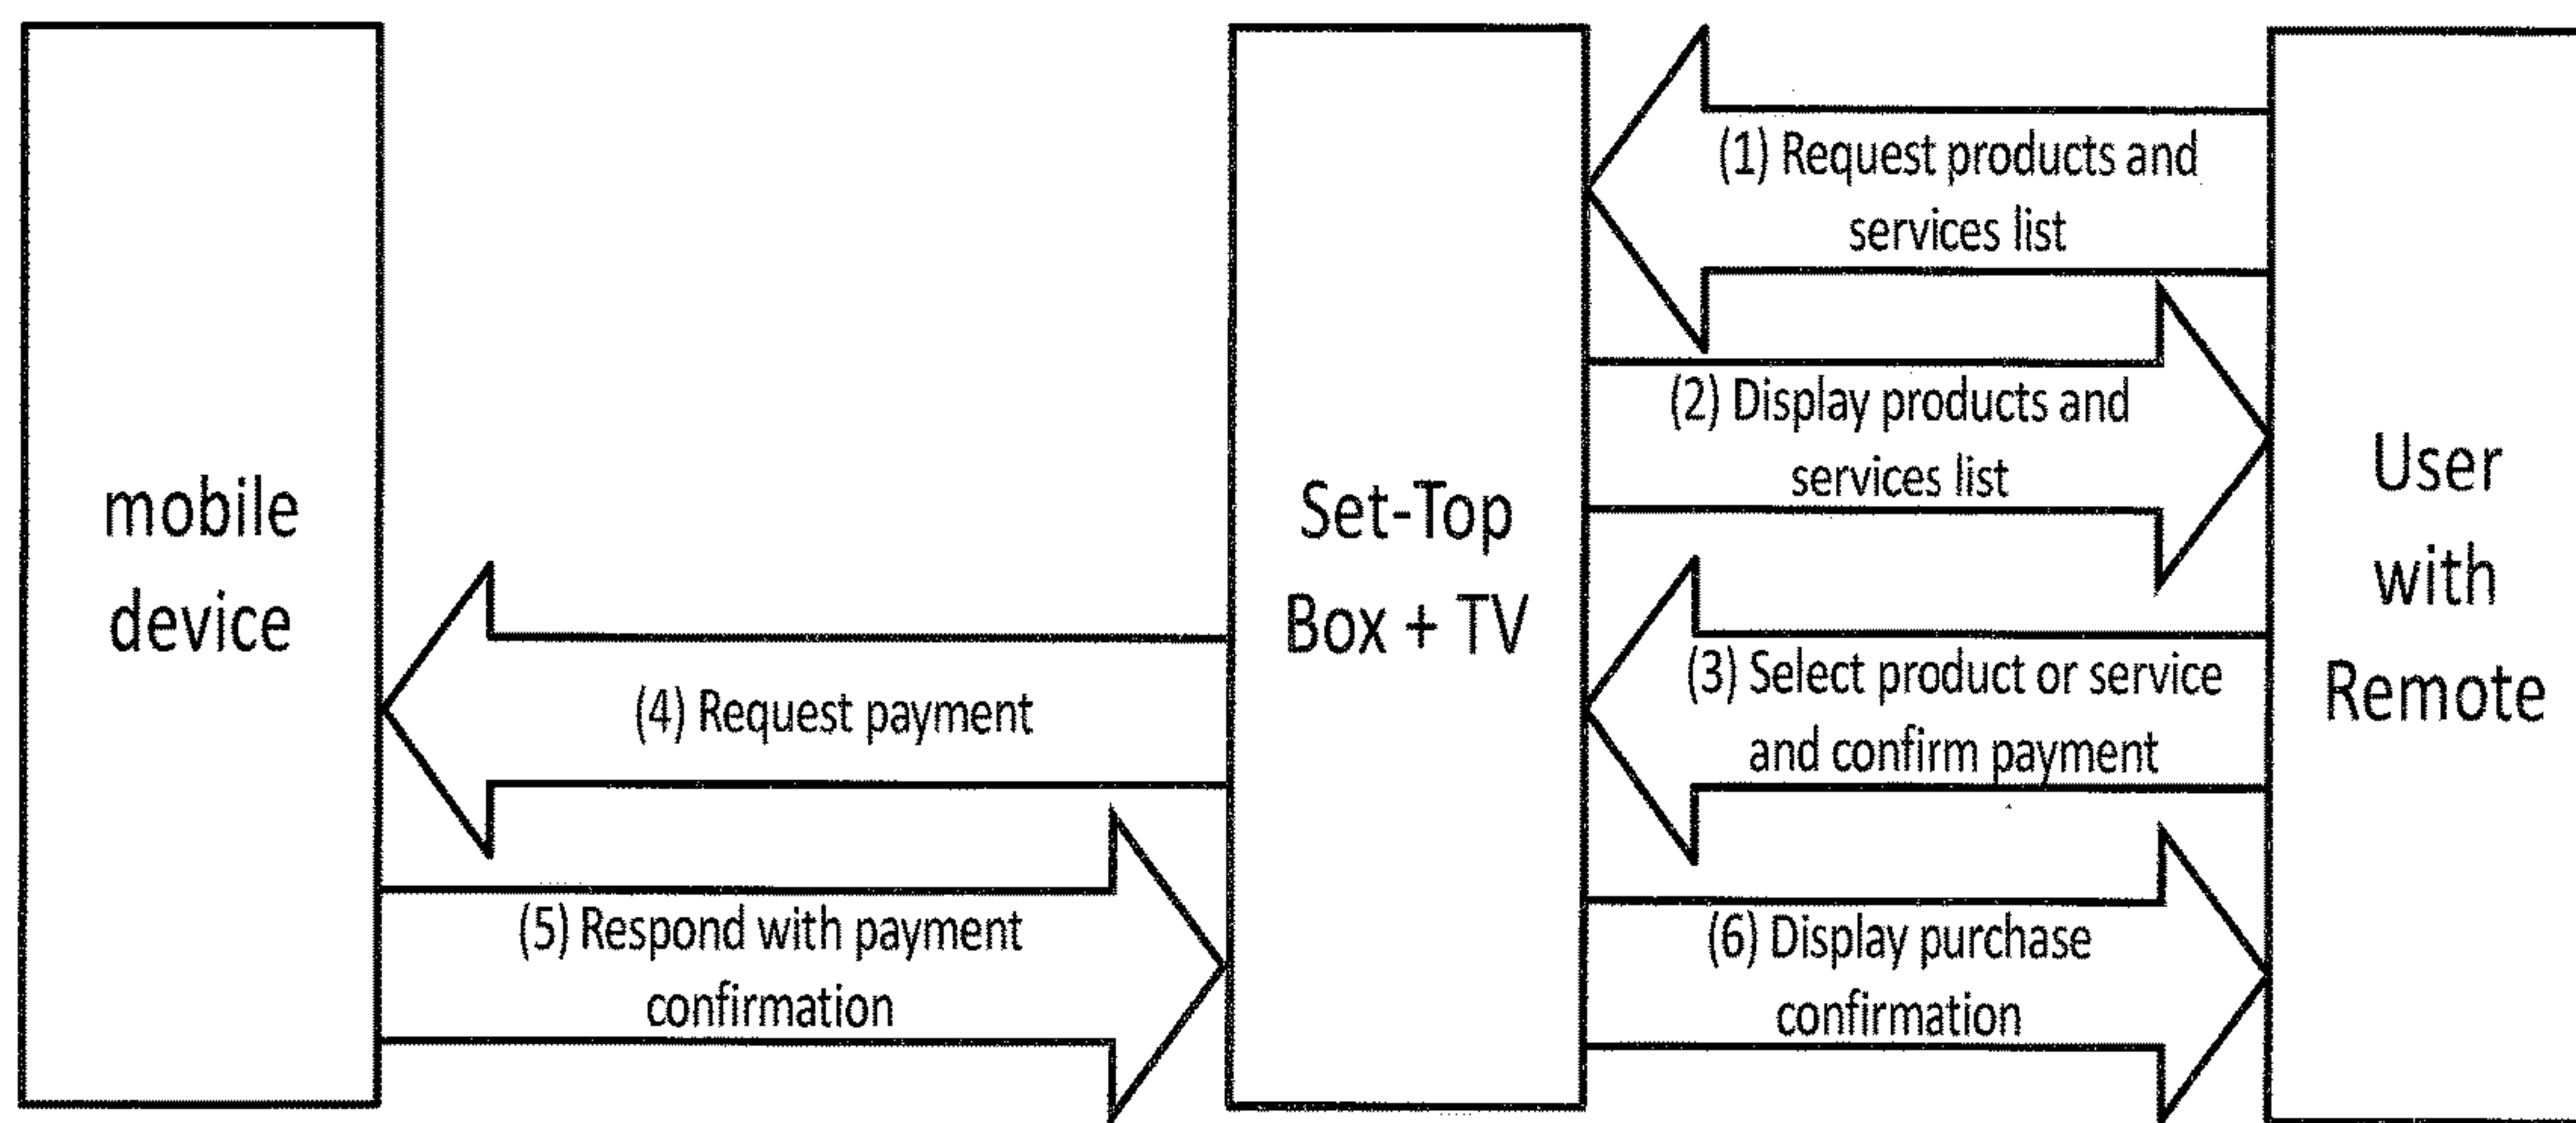 mobile
device
Set-Top
Box + TV
User
with
Remote
(1) Request products and
services list
(2) Display products and
services list
(3) Select product or service
and confirm payment
(4) Request payment
(5) Respond with payment
confirmation
(6) Display purchase
confirmation